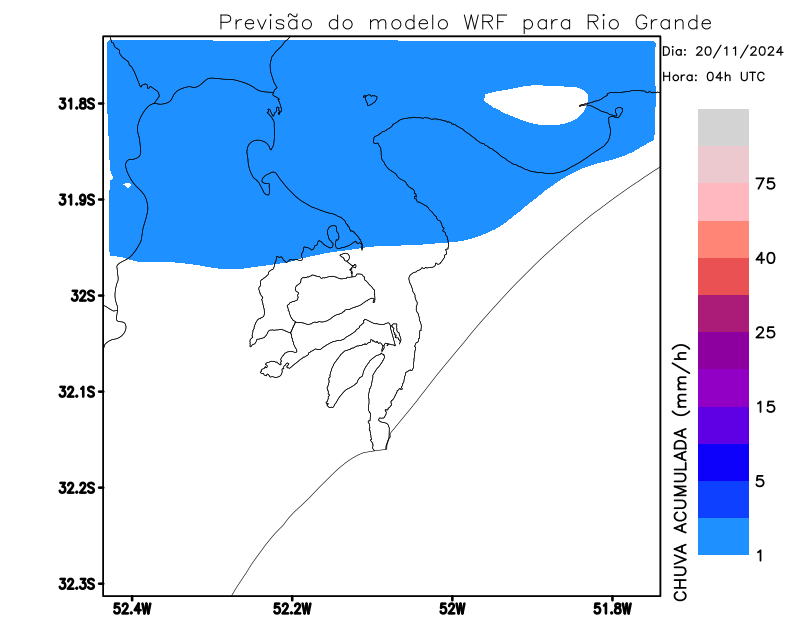 Previsão do modelo WRF para Rio Grande
Dia: 20/11/2024
Hora: 04h UTC
31.8S
31.9S
32S
32.1S
32.2S
32.3S
52.4W
52.2W
52W
51.8W
75
40
25
15
5
1
CHUVA ACUMULADA (mm/h)